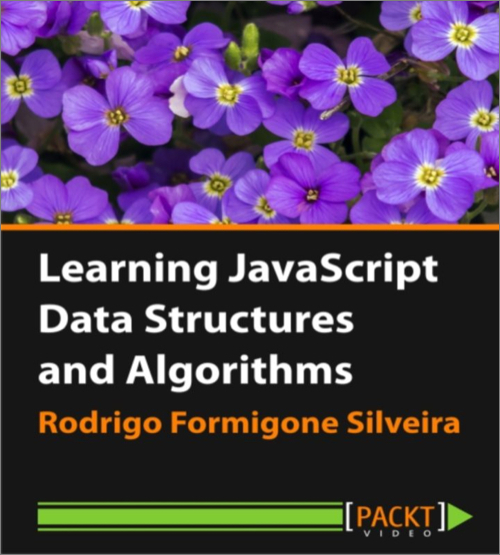 Learning JavaScript
Data Structures
and Algorithms
Rodrigo Formigone Silveira
[PACKT]
VIDEO